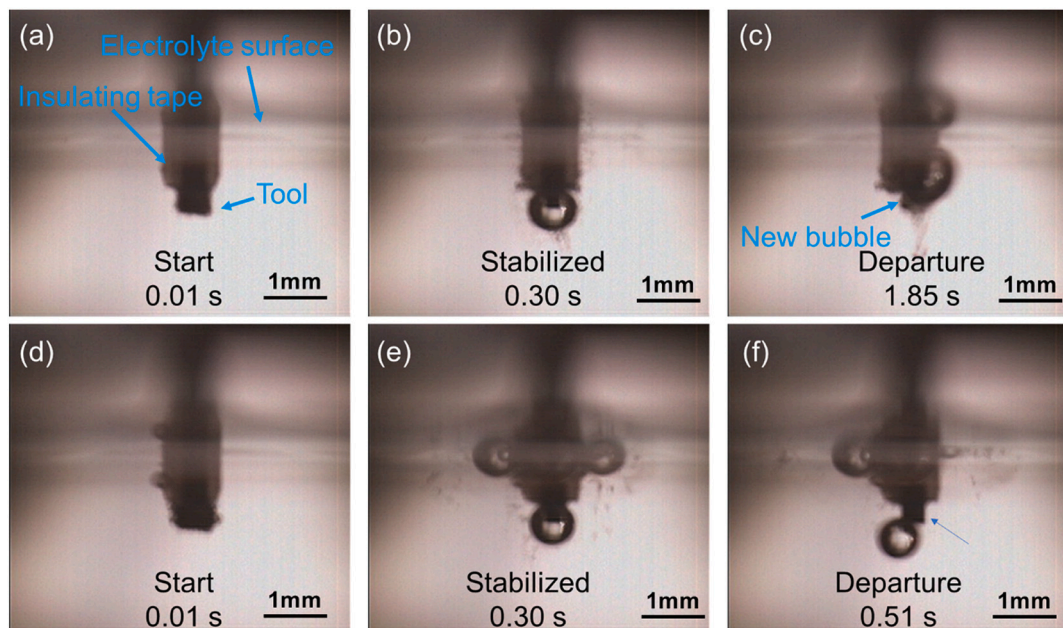 (a)
Electrolyte surface
Insulating tape
Tool
Start
0.01 s
1mm
(b)
Stabilized
0.30 s
1mm
(c)
New bubble
Departure
1.85 s
1mm
(d)
Start
0.01 s
1mm
(e)
Stabilized
0.30 s
1mm
(f)
Departure
0.51 s
1mm